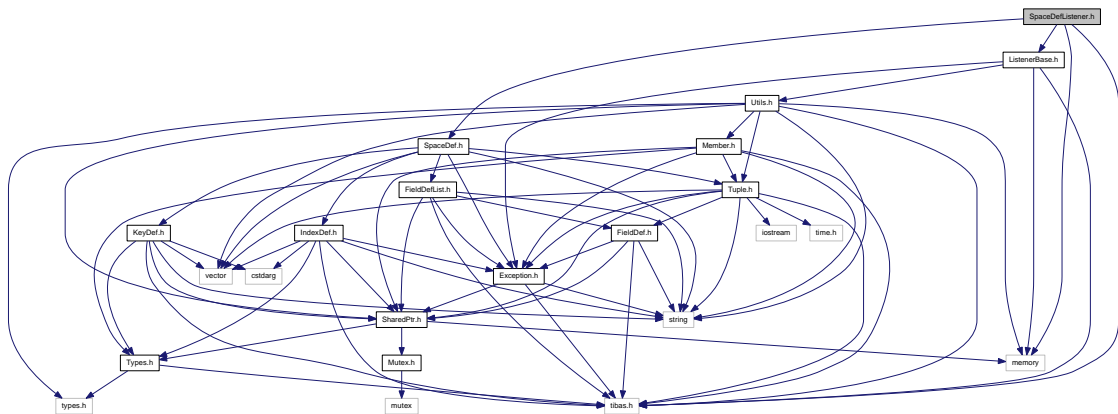 SpaceDefListener.h
ListenerBase.h
Utils.h
SpaceDef.h
Member.h
FieldDefList.h
Tuple.h
KeyDef.h
IndexDef.h
FieldDef.h
iostream
time.h
vector
cstdarg
Exception.h
SharedPtr.h
string
Types.h
Mutex.h
memory
types.h
mutex
tibas.h